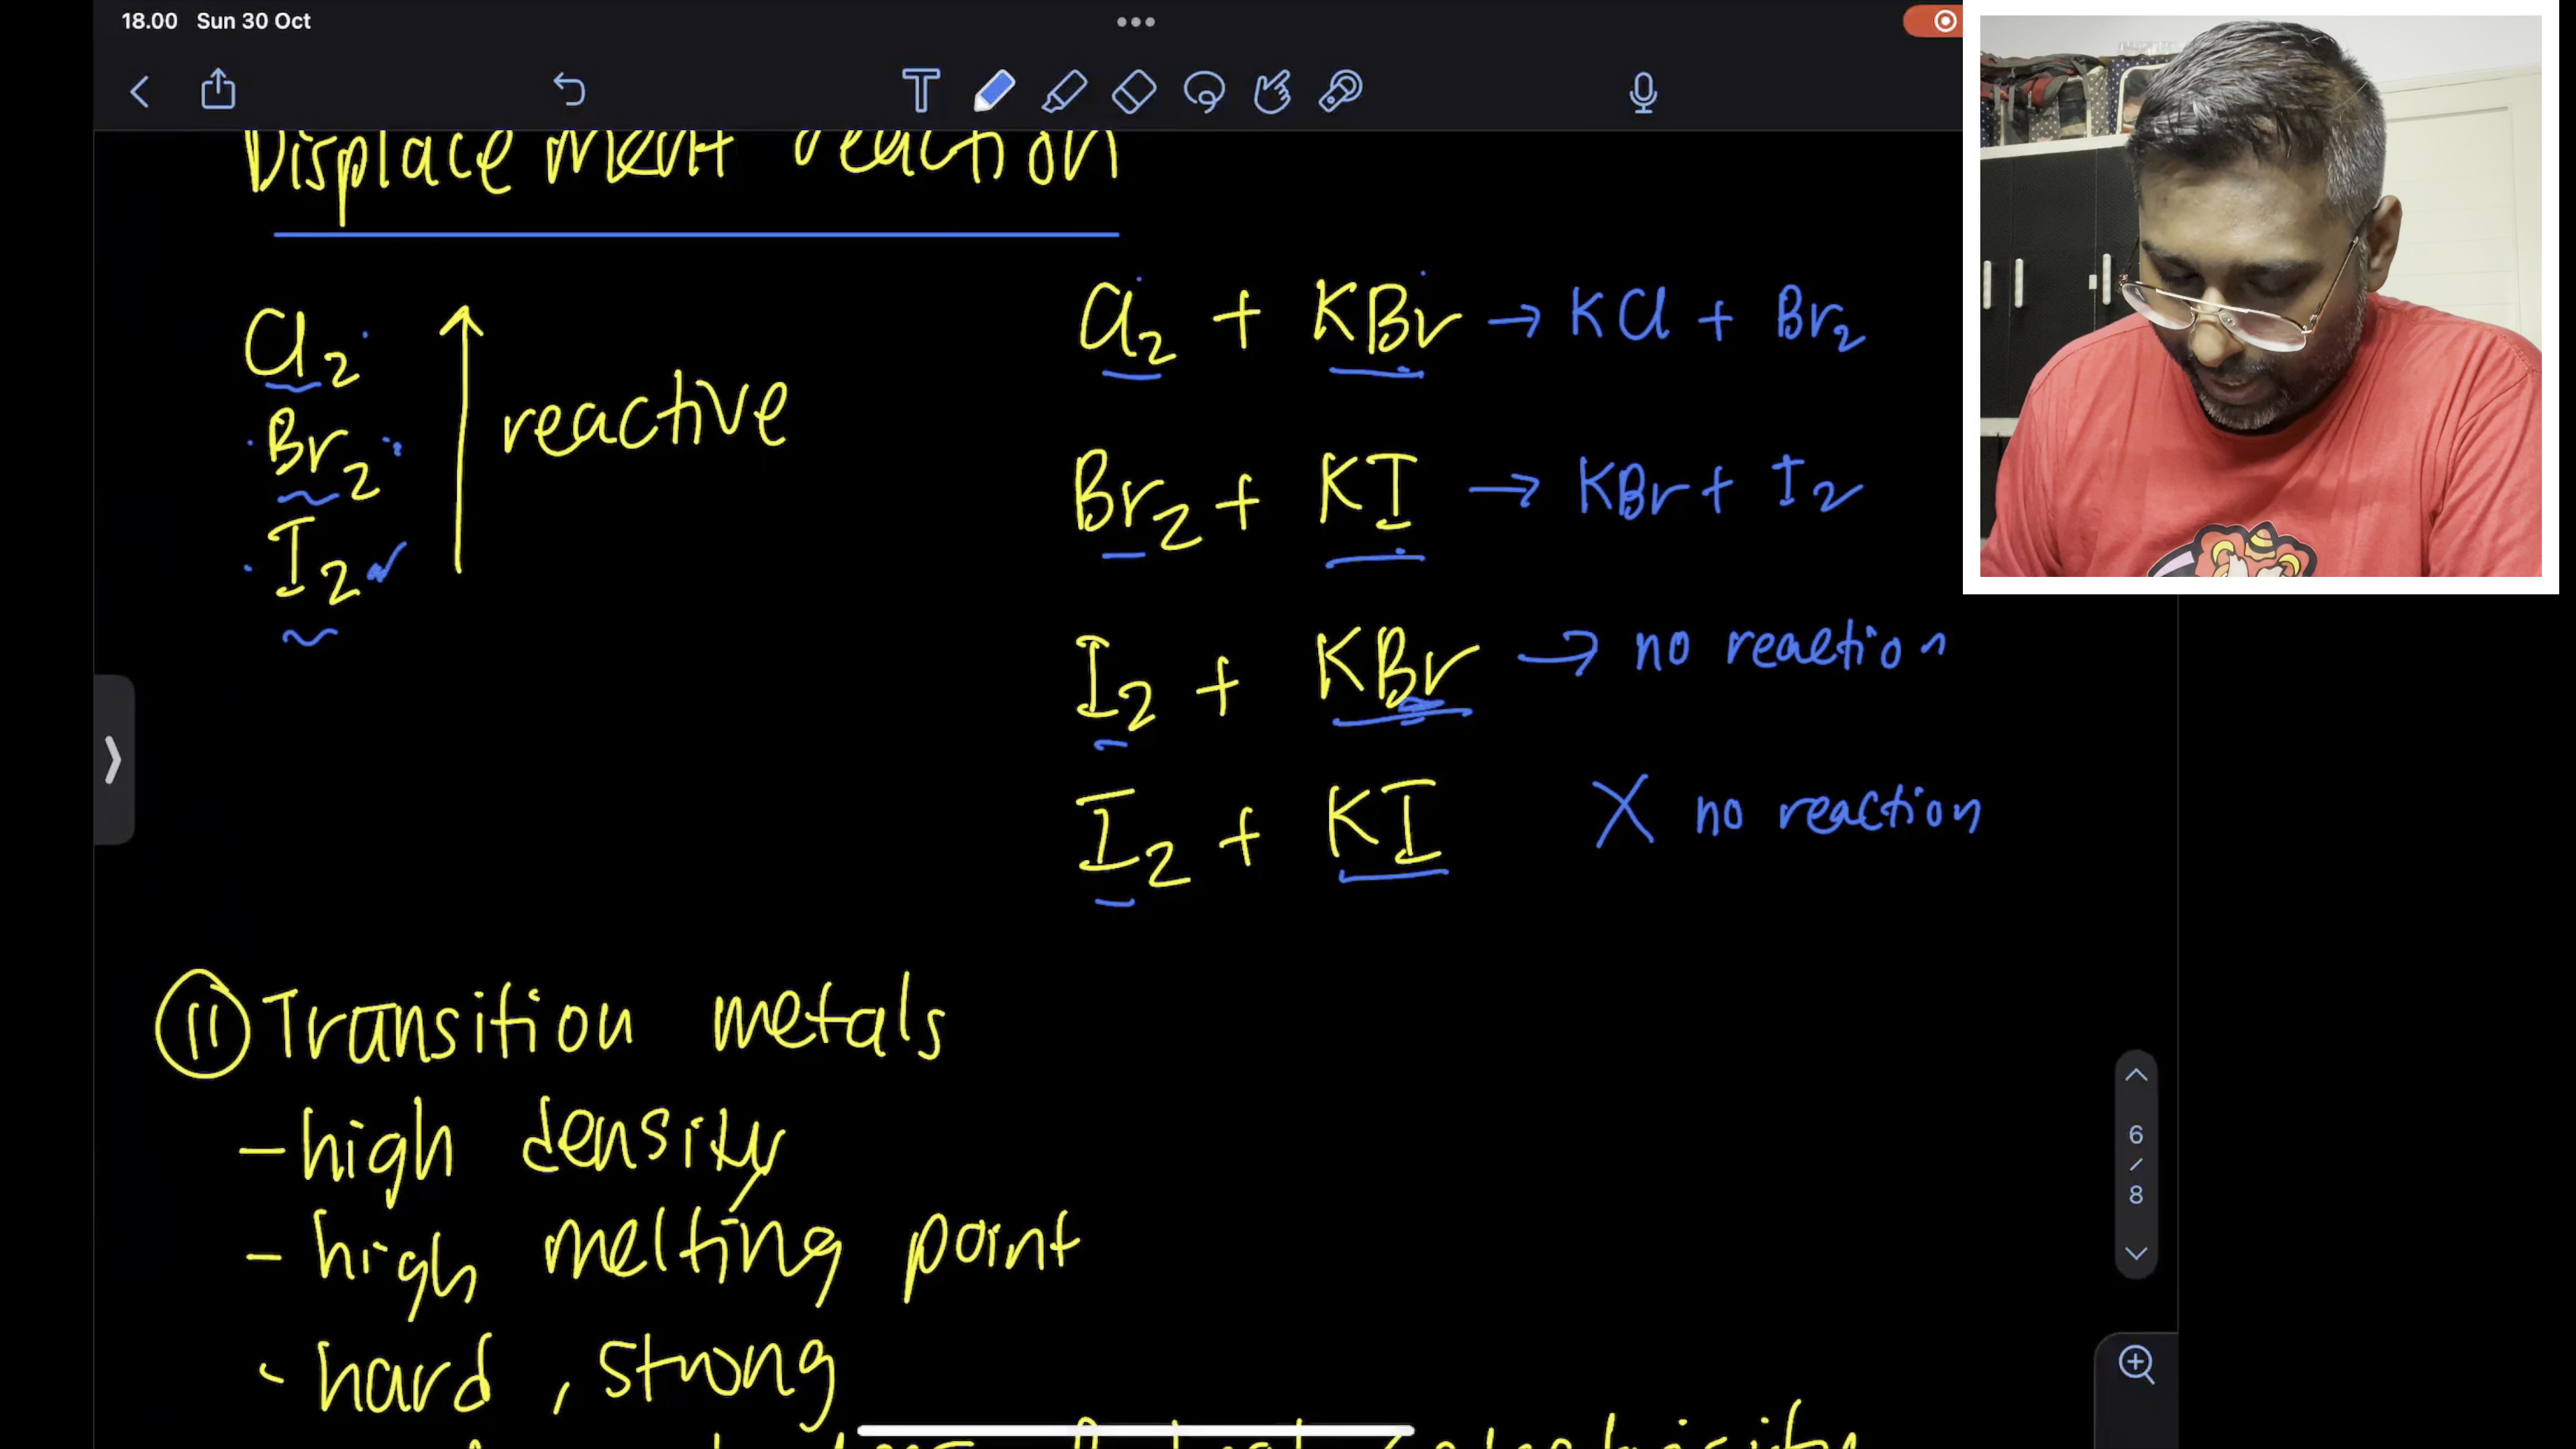 18.00 Sun 30 Oct
T
Displacement reaction
Cl2
Br2
I2
reactive
Cl2 + KBr → KCl + Br2
Br2 + KI → KBr + I2
I2 + KBr → no reaction
I2 + KI X no reaction
11 Transition metals
- high density
- high melting point
- hard, strong
6
/
8